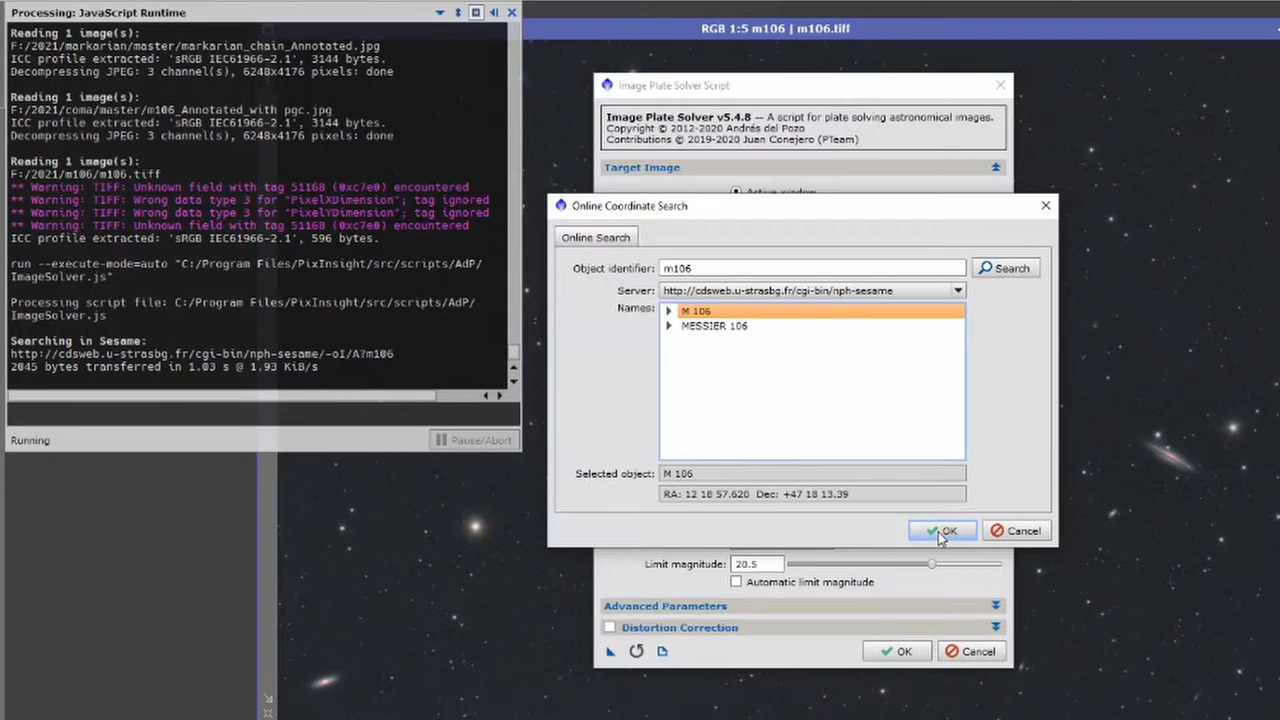 Processing: JavaScript Runtime
Reading 1 image(s):
F:/2021/markarian/master/markarian_chain_Annotated.jpg
ICC profile extracted: 'sRGB IEC61966-2.1', 3144 bytes.
Decompressing JPEG: 3 channel(s), 6248x4176 pixels: done
Reading 1 image(s):
F:/2021/coma/master/m106_Annotated_with pgc.jpg
ICC profile extracted: 'sRGB IEC61966-2.1', 3144 bytes.
Decompressing JPEG: 3 channel(s), 6248x4176 pixels: done
Reading 1 image(s):
F:/2021/m106/m106.tiff
** Warning: TIFF: Unknown field with tag 51168 (0xc7e0) encountered
** Warning: TIFF: Wrong data type 3 for "PixelXDimension"; tag ignored
** Warning: TIFF: Wrong data type 3 for "PixelYDimension"; tag ignored
** Warning: TIFF: Unknown field with tag 51168 (0xc7e0) encountered
ICC profile extracted: 'sRGB IEC61966-2.1', 596 bytes.
run --execute-mode=auto "C:/Program Files/PixInsight/src/scripts/AdP/
ImageSolver.js"
Processing script file: C:/Program Files/PixInsight/src/scripts/AdP/
ImageSolver.js
Searching in Sesame:
http://cdsweb.u-strasbg.fr/cgi-bin/nph-sesame/-oI/A?m106
2045 bytes transferred in 1.03 s @ 1.93 KiB/s
Running
Pause/Abort
RGB 1:5 m106 | m106.tiff
Image Plate Solver Script
Image Plate Solver v5.4.8 — A script for plate solving astronomical images.
Copyright © 2012-2020 Andrés del Pozo
Contributions © 2019-2020 Juan Conejero (PTeam)
Target Image
Active window
Online Coordinate Search
Online Search
Object identifier: m106 Search
Server: http://cdsweb.u-strasbg.fr/cgi-bin/nph-sesame
Names: M 106
MESSIER 106
Selected object: M 106
RA: 12 18 57.620 Dec: +47 18 13.39
OK Cancel
Limit magnitude: 20.5
Automatic limit magnitude
Advanced Parameters
Distortion Correction
OK Cancel